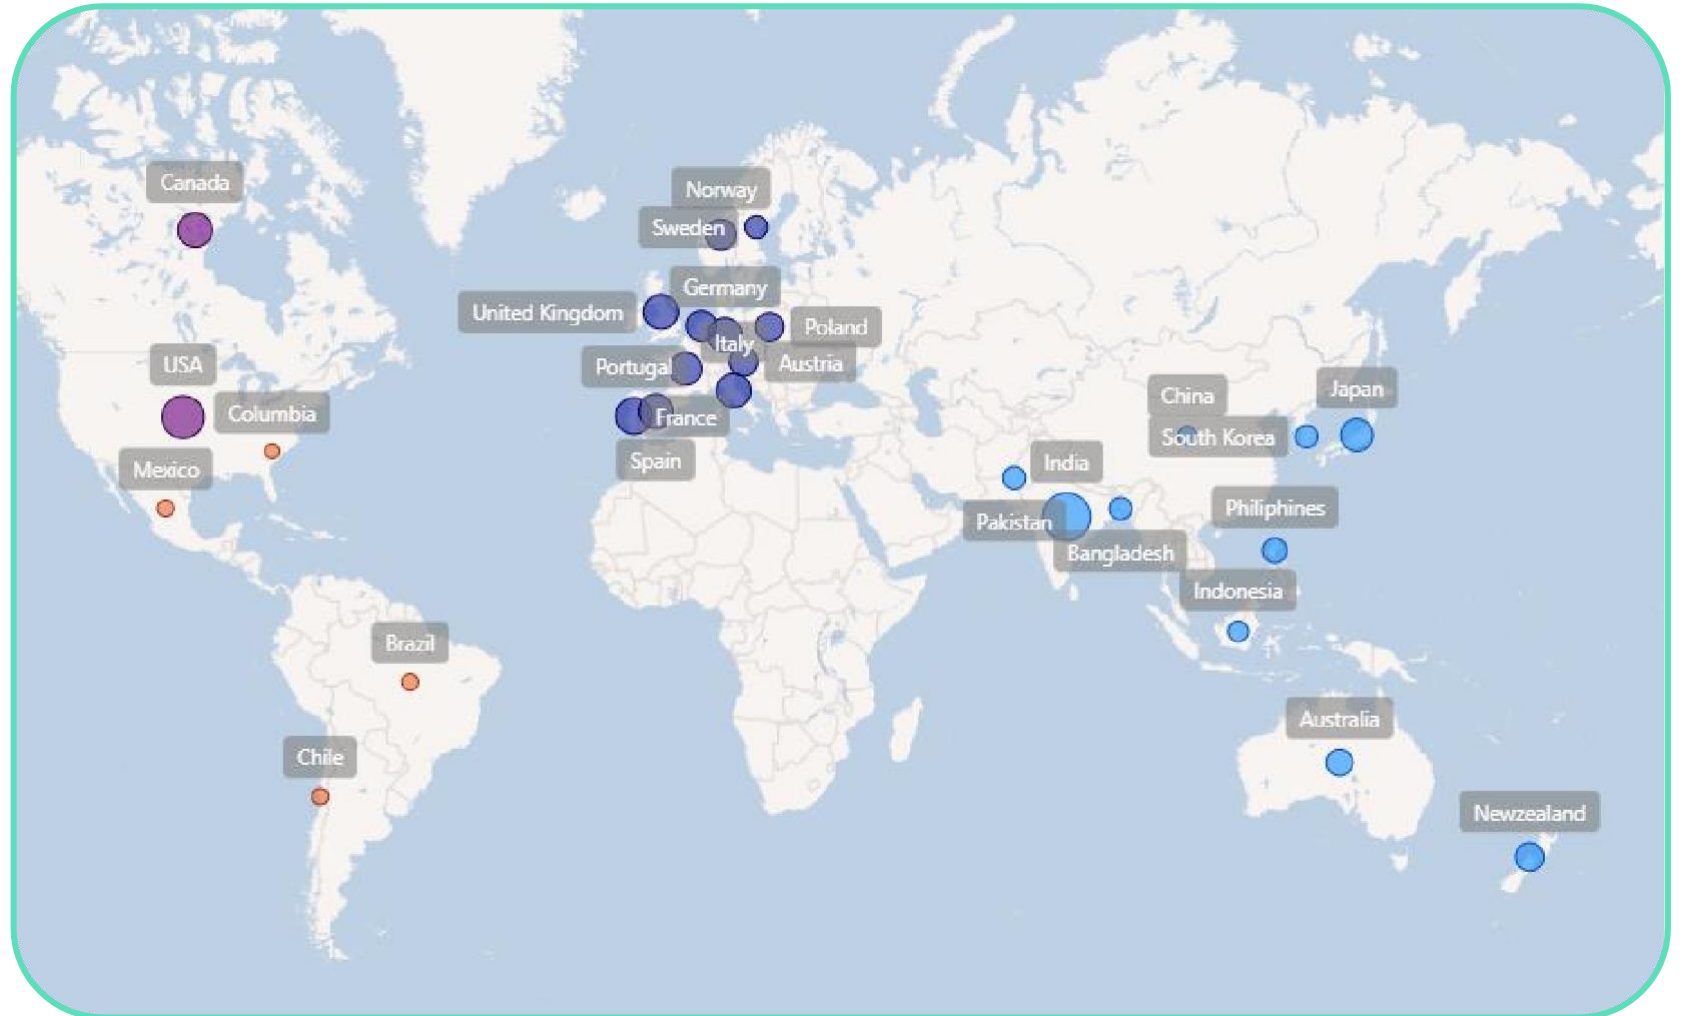 Canada
Norway
Sweden
Germany
United Kingdom
Poland
Italy
Portugal
Austria
USA
Columbia
France
Mexico
Spain
China
Japan
South Korea
India
Pakistan
Philiphines
Bangladesh
Indonesia
Brazil
Australia
Chile
Newzealand